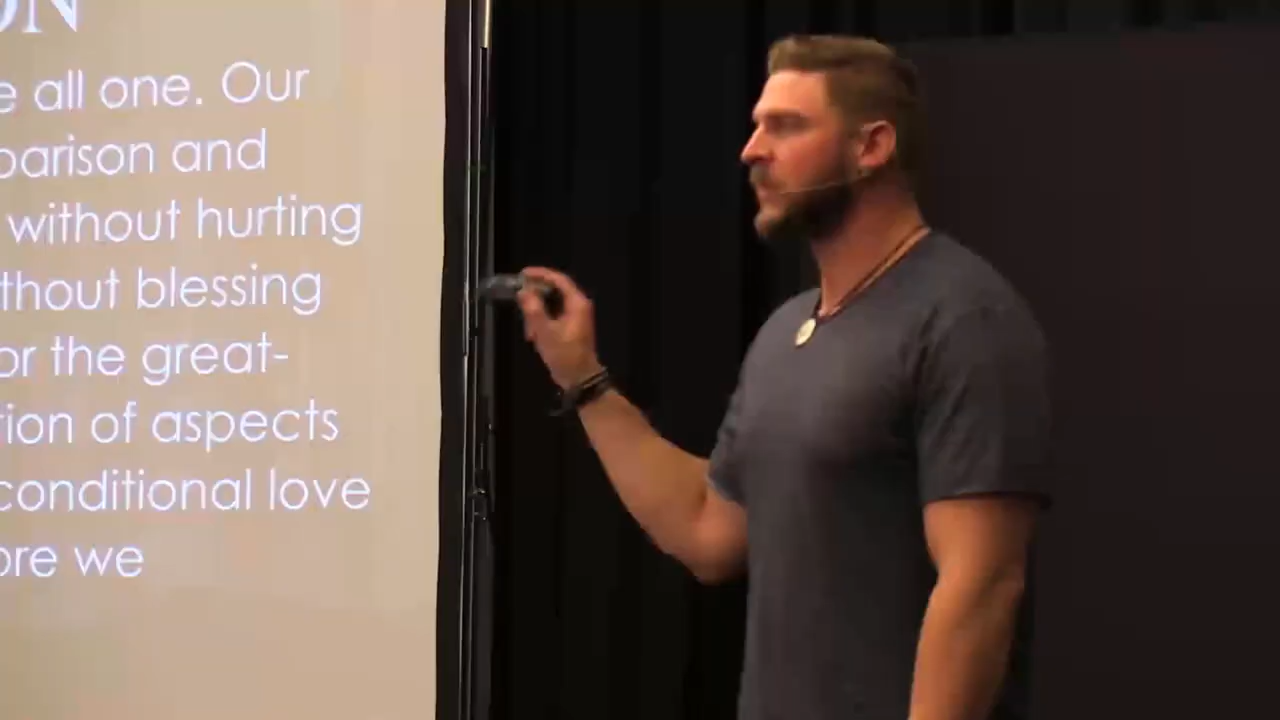 ON
e all one. Our
parison and
without hurting
thout blessing
or the great-
tion of aspects
conditional love
ore we